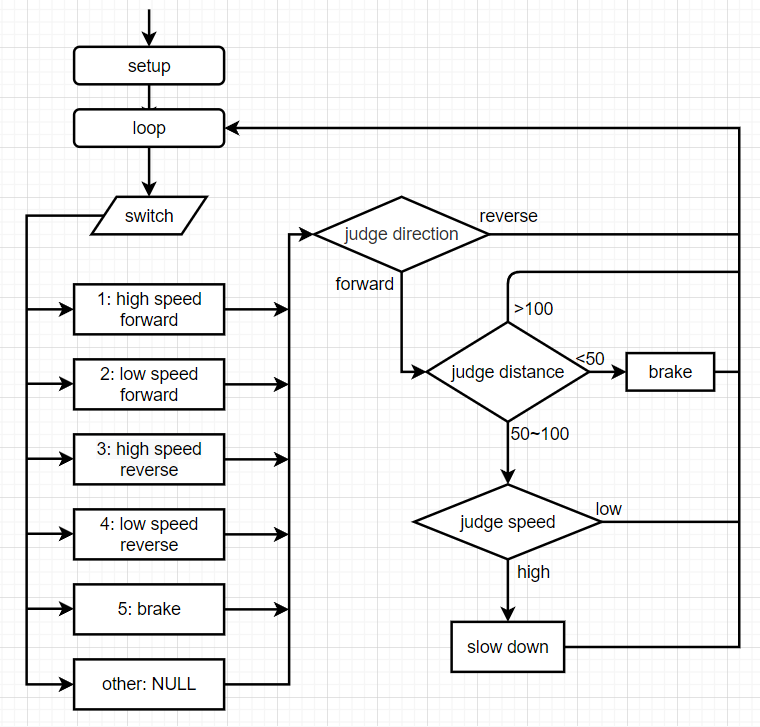 setup
loop
switch
1: high speed
forward
2: low speed
forward
3: high speed
reverse
4: low speed
reverse
5: brake
other: NULL
judge direction
reverse
forward
>100
judge distance
<50
brake
50~100
judge speed
low
high
slow down